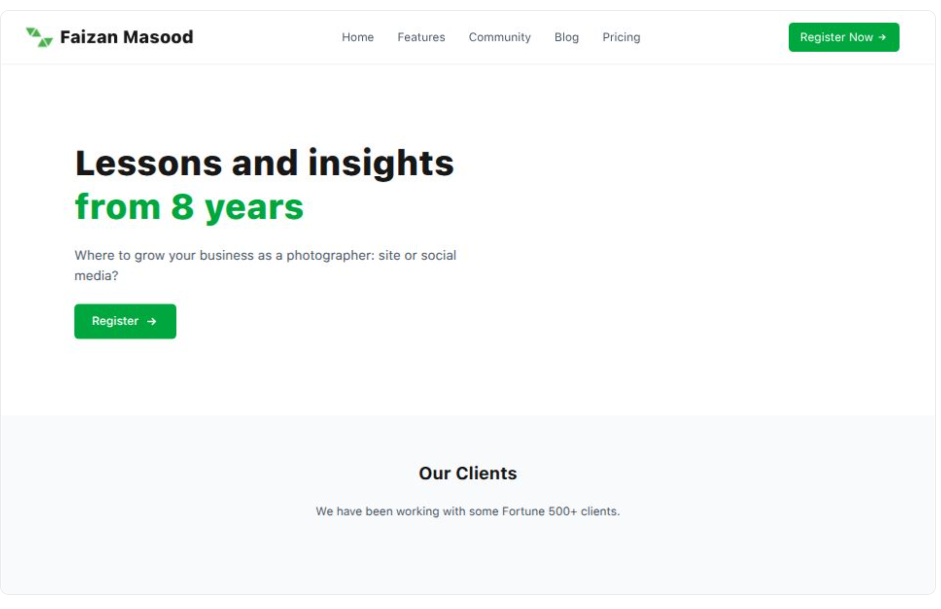 Faizan Masood
Home Features Community Blog Pricing
Register Now →
Lessons and insights
from 8 years
Where to grow your business as a photographer: site or social
media?
Register →
Our Clients
We have been working with some Fortune 500+ clients.